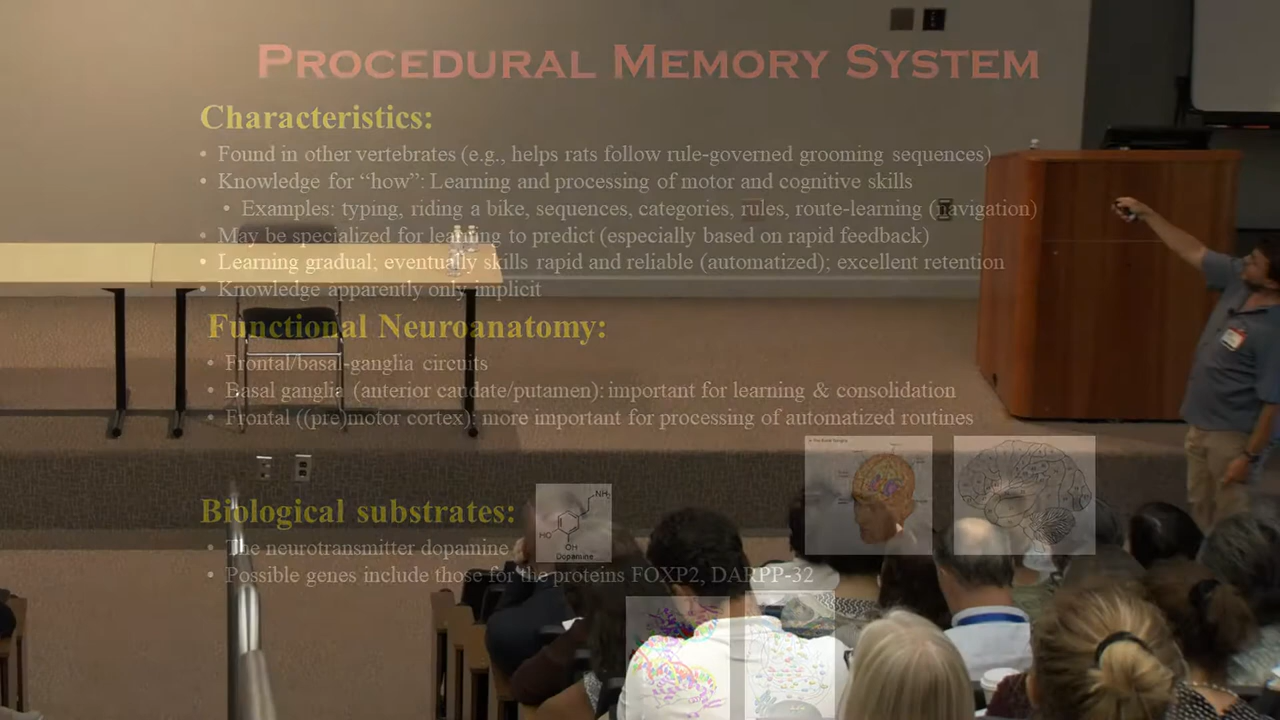 PROCEDURAL MEMORY SYSTEM
Characteristics:
• Found in other vertebrates (e.g., helps rats follow rule-governed grooming sequences)
• Knowledge for “how”: Learning and processing of motor and cognitive skills
• Examples: typing, riding a bike, sequences, categories, rules, route-learning (navigation)
• May be specialized for learning to predict (especially based on rapid feedback)
• Learning gradual; eventually skills rapid and reliable (automatized); excellent retention
• Knowledge apparently only implicit
Functional Neuroanatomy:
• Frontal/basal-ganglia circuits
• Basal ganglia (anterior caudate/putamen): important for learning & consolidation
• Frontal ((pre)motor cortex): more important for processing of automatized routines
Biological substrates:
NH₂
HO
OH
Dopamine
• The neurotransmitter dopamine
• Possible genes include those for the proteins FOXP2, DARPP-32